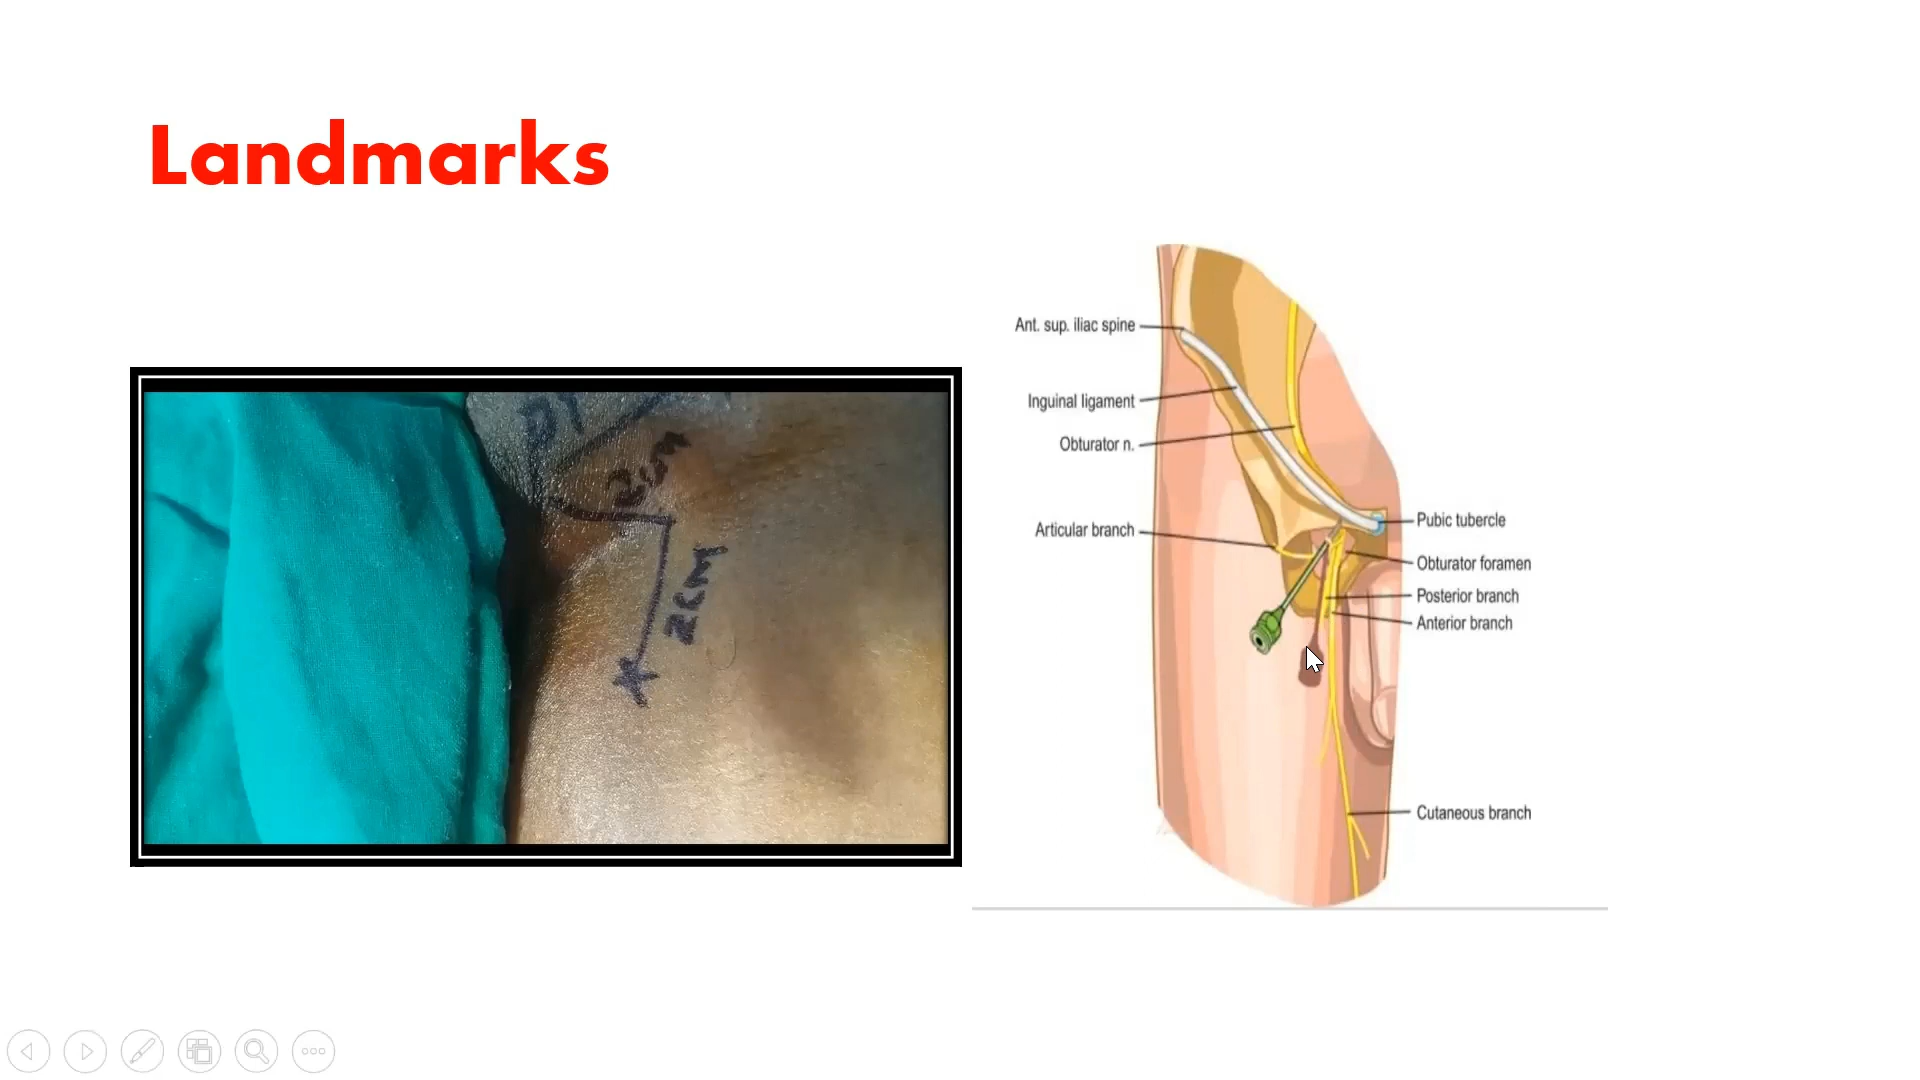 Landmarks
PT
2cm
2cm
Ant. sup. iliac spine
Inguinal ligament
Obturator n.
Articular branch
Pubic tubercle
Obturator foramen
Posterior branch
Anterior branch
Cutaneous branch